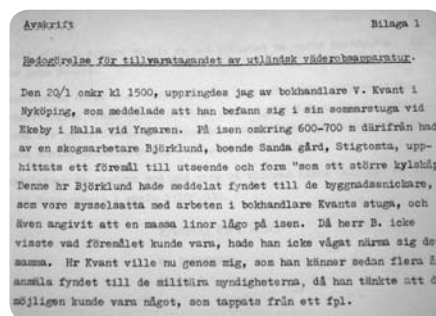 Avskrift Bilaga 1
Redogörelse för tillvaratagandet av utländsk väderobsapparatur.
Den 20/1 omkr kl 1500, uppringdes jag av bokhandlare V. Kvant i
Nyköping, som meddelade att han befann sig i sin sommarstuga vid
Ekeby i Halla vid Yngaren. På isen omkring 600-700 m därifrån had
av en skogsarbetare Björklund, boende Sanda gård, Stigtomta, upp-
hittats ett föremål till utseende och form "som ett större kylskåp
Denne hr Björklund hade meddelat fyndet till de byggnadssnickare,
som voro sysselsatta med arbeten i bokhandlare Kvants stuga, och
även angivit att en massa linor lågo på isen. Då herr B. icke
visste vad föremålet kunde vara, hade han icke vågat närma sig de
samma. Hr Kvant ville nu genom mig, som han känner sedan flera å
anmäla fyndet till de militära myndigheterna, då han tänkte att d
möjligen kunde vara något, som tappats från ett fpl.